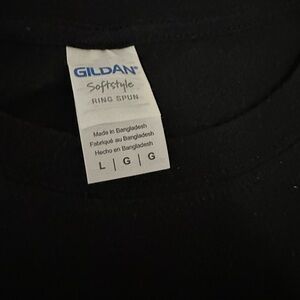 GILDAN®
Softstyle
RING SPUN
Made in Bangladesh
Fabriqué au Bangladesh
Hecho en Bangladesh
L | G | G